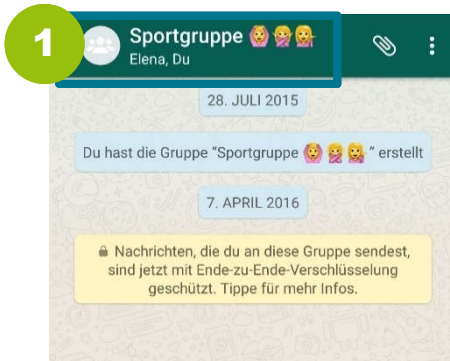 1
Sportgruppe 🙆🙅💁
Elena, Du
28. JULI 2015
Du hast die Gruppe "Sportgruppe 🙆🙅💁" erstellt
7. APRIL 2016
Nachrichten, die du an diese Gruppe sendest,
sind jetzt mit Ende-zu-Ende-Verschlüsselung
geschützt. Tippe für mehr Infos.